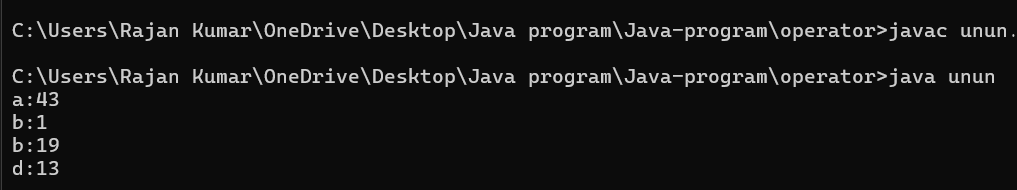 C:\Users\Rajan Kumar\OneDrive\Desktop\Java program\Java-program\operator>javac unun.
C:\Users\Rajan Kumar\OneDrive\Desktop\Java program\Java-program\operator>java unun
a:43
b:1
b:19
d:13